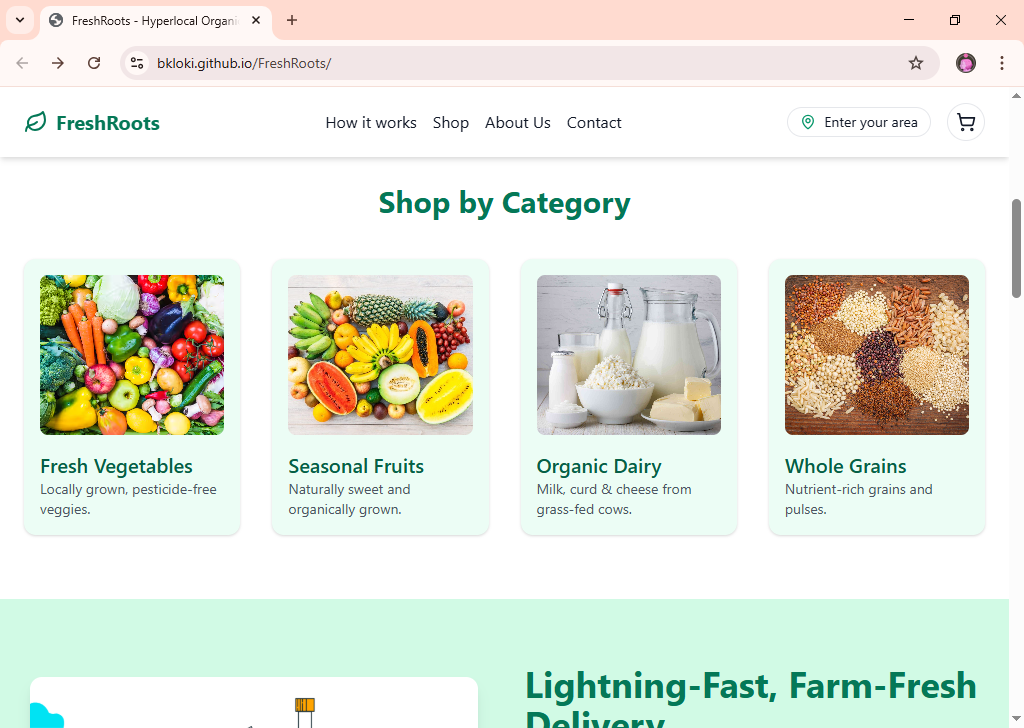 FreshRoots - Hyperlocal Organi
bkloki.github.io/FreshRoots/
FreshRoots
How it works
Shop
About Us
Contact
Enter your area
Shop by Category
Fresh Vegetables
Locally grown, pesticide-free
veggies.
Seasonal Fruits
Naturally sweet and
organically grown.
Organic Dairy
Milk, curd & cheese from
grass-fed cows.
Whole Grains
Nutrient-rich grains and
pulses.
Lightning-Fast, Farm-Fresh
Delivery